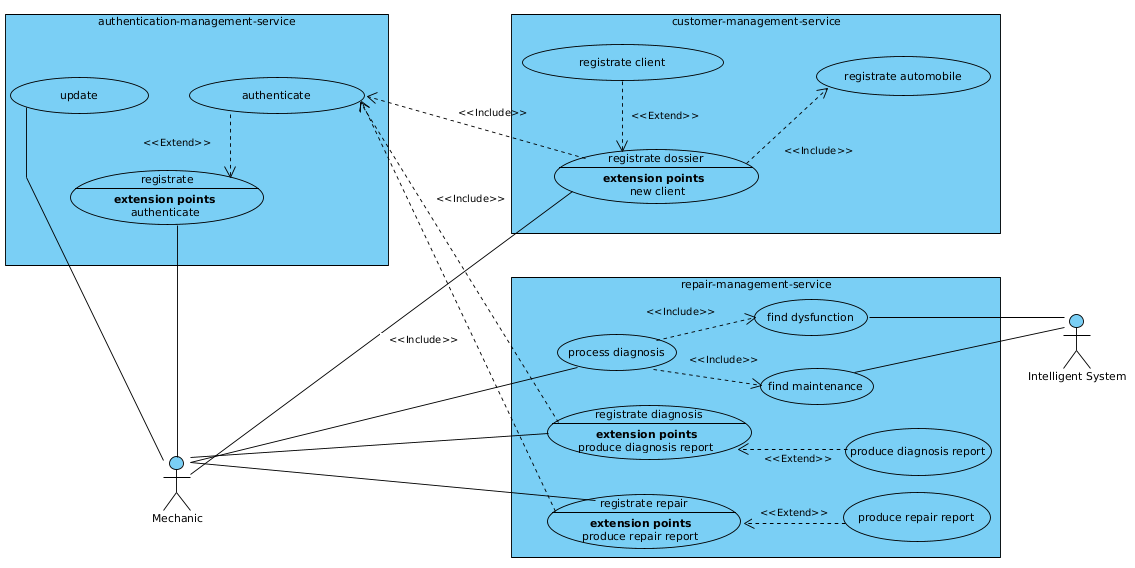 authentication-management-service
update
authenticate
<<Extend>>
registrate
extension points
authenticate
customer-management-service
registrate client
registrate automobile
<<Include>>
<<Extend>>
<<Include>>
registrate dossier
extension points
new client
<<Include>>
<<Include>>
repair-management-service
<<Include>>
find dysfunction
process diagnosis
<<Include>>
find maintenance
registrate diagnosis
extension points
produce diagnosis report
<<Extend>>
produce diagnosis report
registrate repair
extension points
produce repair report
<<Extend>>
produce repair report
Intelligent System
Mechanic